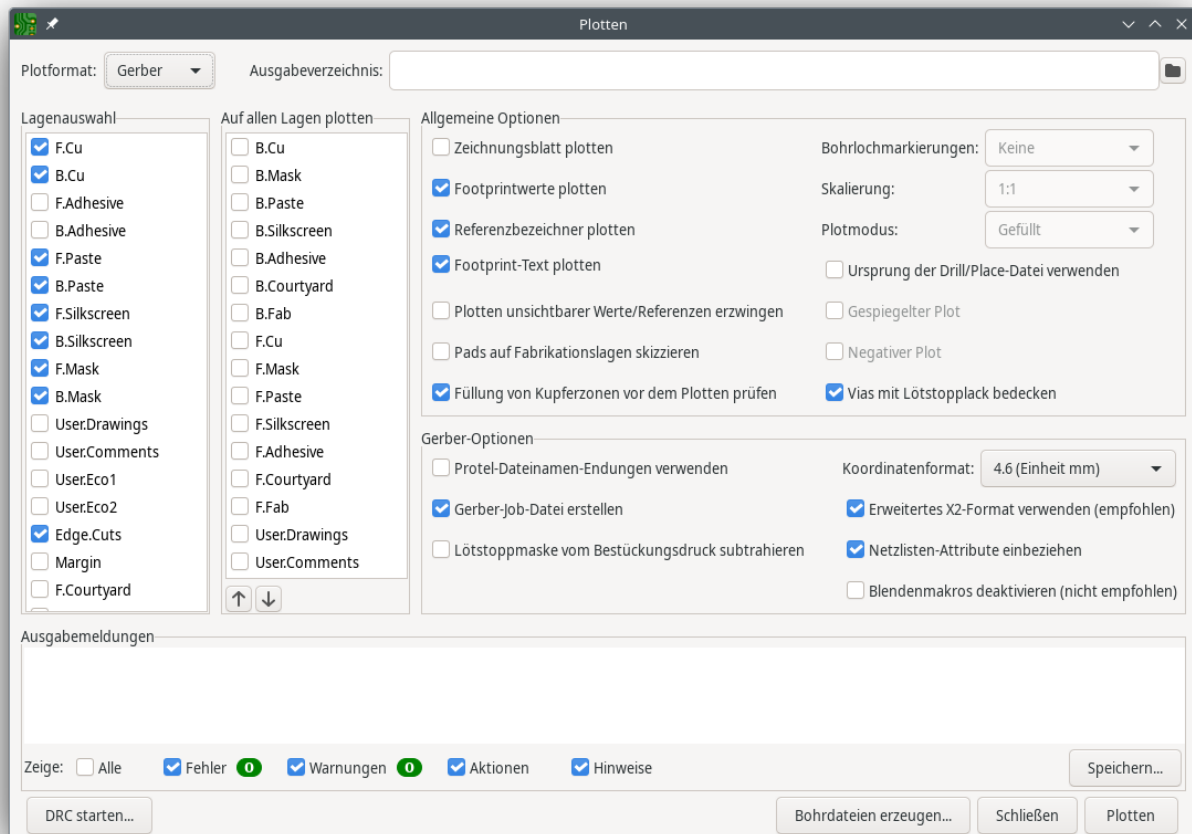 Plotten
Plotformat: Gerber Ausgabeverzeichnis:
Lagenauswahl
F.Cu
B.Cu
F.Adhesive
B.Adhesive
F.Paste
B.Paste
F.Silkscreen
B.Silkscreen
F.Mask
B.Mask
User.Drawings
User.Comments
User.Eco1
User.Eco2
Edge.Cuts
Margin
F.Courtyard
Auf allen Lagen plotten
B.Cu
B.Mask
B.Paste
B.Silkscreen
B.Adhesive
B.Courtyard
B.Fab
F.Cu
F.Mask
F.Paste
F.Silkscreen
F.Adhesive
F.Courtyard
F.Fab
User.Drawings
User.Comments
Allgemeine Optionen
Zeichnungsblatt plotten
Footprintwerte plotten
Referenzbezeichner plotten
Footprint-Text plotten
Plotten unsichtbarer Werte/Referenzen erzwingen
Pads auf Fabrikationslagen skizzieren
Füllung von Kupferzonen vor dem Plotten prüfen
Bohrlochmarkierungen: Keine
Skalierung: 1:1
Plotmodus: Gefüllt
Ursprung der Drill/Place-Datei verwenden
Gespiegelter Plot
Negativer Plot
Vias mit Lötstopplack bedecken
Gerber-Optionen
Protel-Dateinamen-Endungen verwenden
Gerber-Job-Datei erstellen
Lötstoppmaske vom Bestückungsdruck subtrahieren
Koordinatenformat: 4.6 (Einheit mm)
Erweitertes X2-Format verwenden (empfohlen)
Netzlisten-Attribute einbeziehen
Blendenmakros deaktivieren (nicht empfohlen)
Ausgabemeldungen
Zeige: Alle Fehler 0 Warnungen 0 Aktionen Hinweise Speichern...
DRC starten... Bohrdateien erzeugen... Schließen Plotten